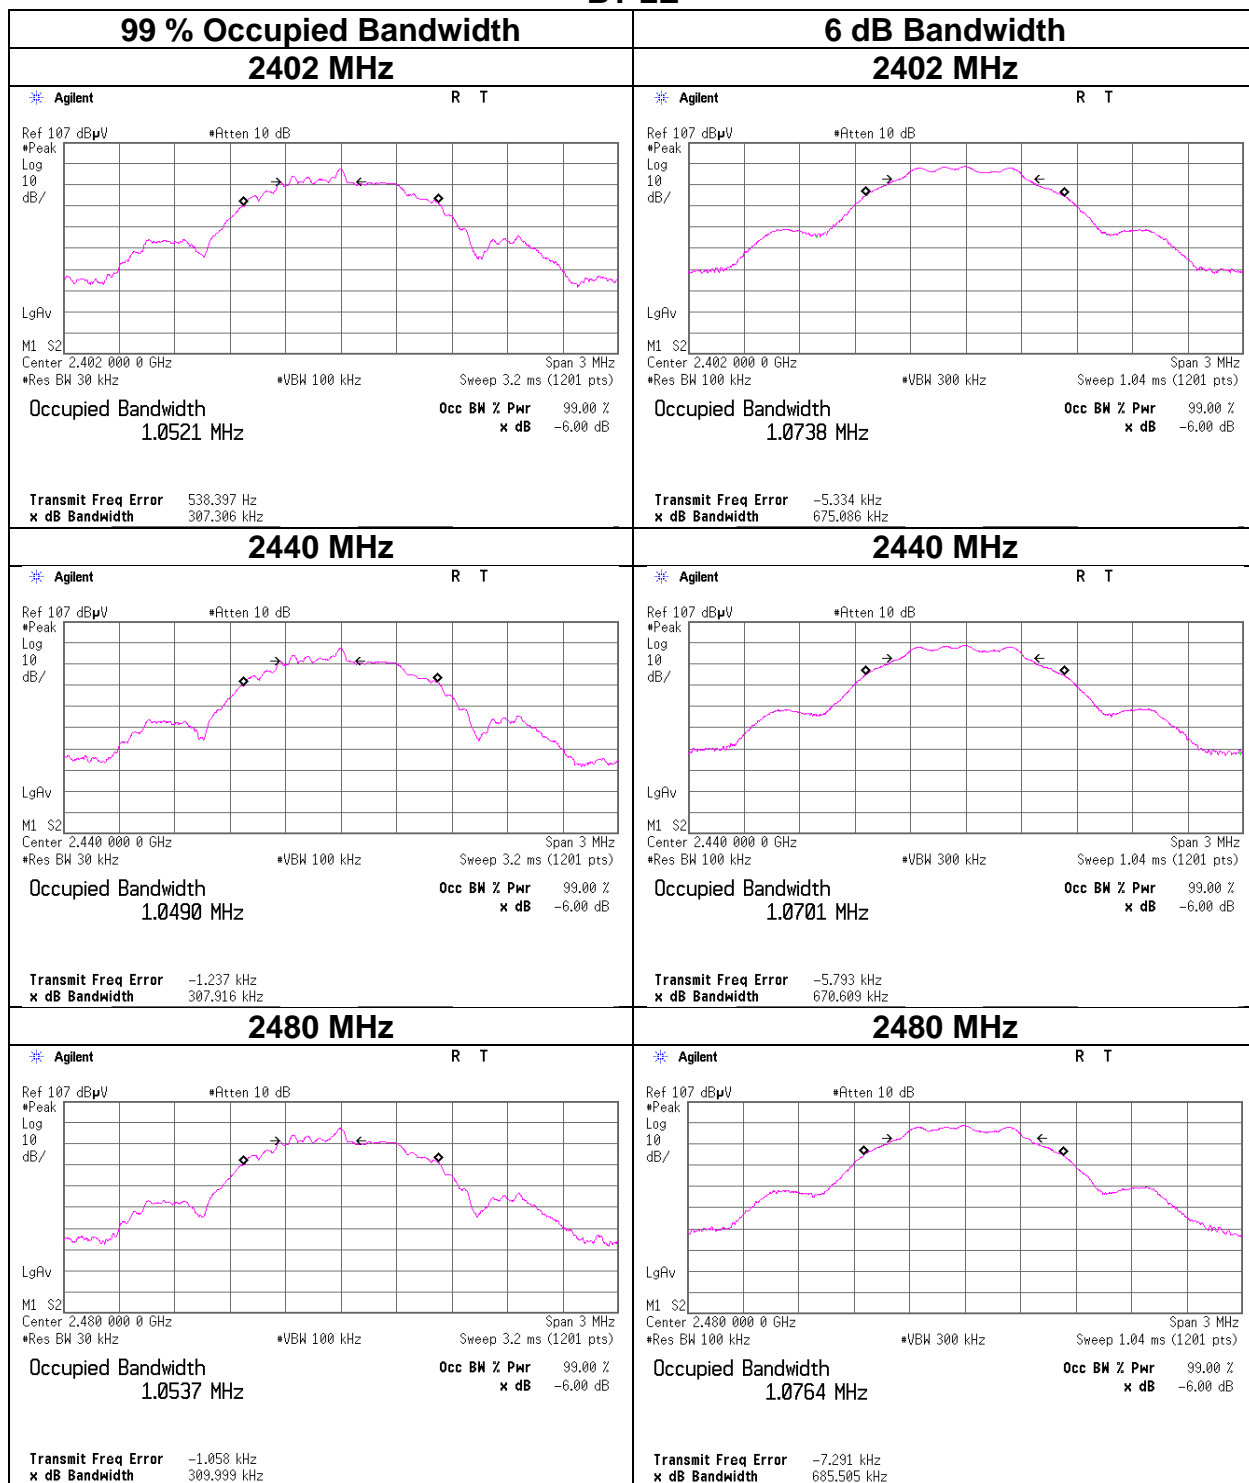 99 % Occupied Bandwidth
6 dB Bandwidth
2402 MHz
2402 MHz
Agilent
R T
Ref 107 dBµV
#Atten 10 dB
#Peak
Log
10
dB/
LgAv
M1 S2
Center 2.402 000 0 GHz
Span 3 MHz
#Res BW 30 kHz
#VBW 100 kHz
Sweep 3.2 ms (1201 pts)
Occupied Bandwidth
1.0521 MHz
Occ BW % Pwr 99.00 %
x dB -6.00 dB
Transmit Freq Error 538.397 Hz
x dB Bandwidth 307.306 kHz
Agilent
R T
Ref 107 dBµV
#Atten 10 dB
#Peak
Log
10
dB/
LgAv
M1 S2
Center 2.402 000 0 GHz
Span 3 MHz
#Res BW 100 kHz
#VBW 300 kHz
Sweep 1.04 ms (1201 pts)
Occupied Bandwidth
1.0738 MHz
Occ BW % Pwr 99.00 %
x dB -6.00 dB
Transmit Freq Error -5.334 kHz
x dB Bandwidth 675.086 kHz
2440 MHz
2440 MHz
Agilent
R T
Ref 107 dBµV
#Atten 10 dB
#Peak
Log
10
dB/
LgAv
M1 S2
Center 2.440 000 0 GHz
Span 3 MHz
#Res BW 30 kHz
#VBW 100 kHz
Sweep 3.2 ms (1201 pts)
Occupied Bandwidth
1.0490 MHz
Occ BW % Pwr 99.00 %
x dB -6.00 dB
Transmit Freq Error -1.237 kHz
x dB Bandwidth 307.916 kHz
Agilent
R T
Ref 107 dBµV
#Atten 10 dB
#Peak
Log
10
dB/
LgAv
M1 S2
Center 2.440 000 0 GHz
Span 3 MHz
#Res BW 100 kHz
#VBW 300 kHz
Sweep 1.04 ms (1201 pts)
Occupied Bandwidth
1.0701 MHz
Occ BW % Pwr 99.00 %
x dB -6.00 dB
Transmit Freq Error -5.793 kHz
x dB Bandwidth 670.609 kHz
2480 MHz
2480 MHz
Agilent
R T
Ref 107 dBµV
#Atten 10 dB
#Peak
Log
10
dB/
LgAv
M1 S2
Center 2.480 000 0 GHz
Span 3 MHz
#Res BW 30 kHz
#VBW 100 kHz
Sweep 3.2 ms (1201 pts)
Occupied Bandwidth
1.0537 MHz
Occ BW % Pwr 99.00 %
x dB -6.00 dB
Transmit Freq Error -1.058 kHz
x dB Bandwidth 309.999 kHz
Agilent
R T
Ref 107 dBµV
#Atten 10 dB
#Peak
Log
10
dB/
LgAv
M1 S2
Center 2.480 000 0 GHz
Span 3 MHz
#Res BW 100 kHz
#VBW 300 kHz
Sweep 1.04 ms (1201 pts)
Occupied Bandwidth
1.0764 MHz
Occ BW % Pwr 99.00 %
x dB -6.00 dB
Transmit Freq Error -7.291 kHz
x dB Bandwidth 685.505 kHz